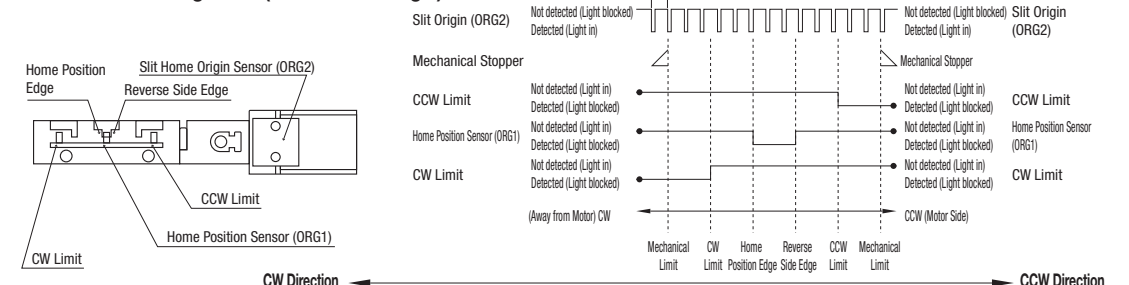 Slit Origin (ORG2)
Not detected (Light blocked)
Detected (Light in)
Not detected (Light blocked)
Detected (Light in)
Slit Origin
(ORG2)
Mechanical Stopper
Mechanical Stopper
CCW Limit
Not detected (Light in)
Detected (Light blocked)
Not detected (Light in)
Detected (Light blocked)
CCW Limit
Home Position Sensor (ORG1)
Not detected (Light in)
Detected (Light blocked)
Not detected (Light in)
Detected (Light blocked)
Home Position Sensor
(ORG1)
CW Limit
Not detected (Light in)
Detected (Light blocked)
Not detected (Light in)
Detected (Light blocked)
CW Limit
(Away from Motor) CW
CCW (Motor Side)
Mechanical
Limit
CW
Limit
Home
Position Edge
Reverse
Side Edge
CCW
Limit
Mechanical
Limit
Home Position
Edge
Slit Home Origin Sensor (ORG2)
Reverse Side Edge
CCW Limit
Home Position Sensor (ORG1)
CW Limit
CW Direction
CCW Direction